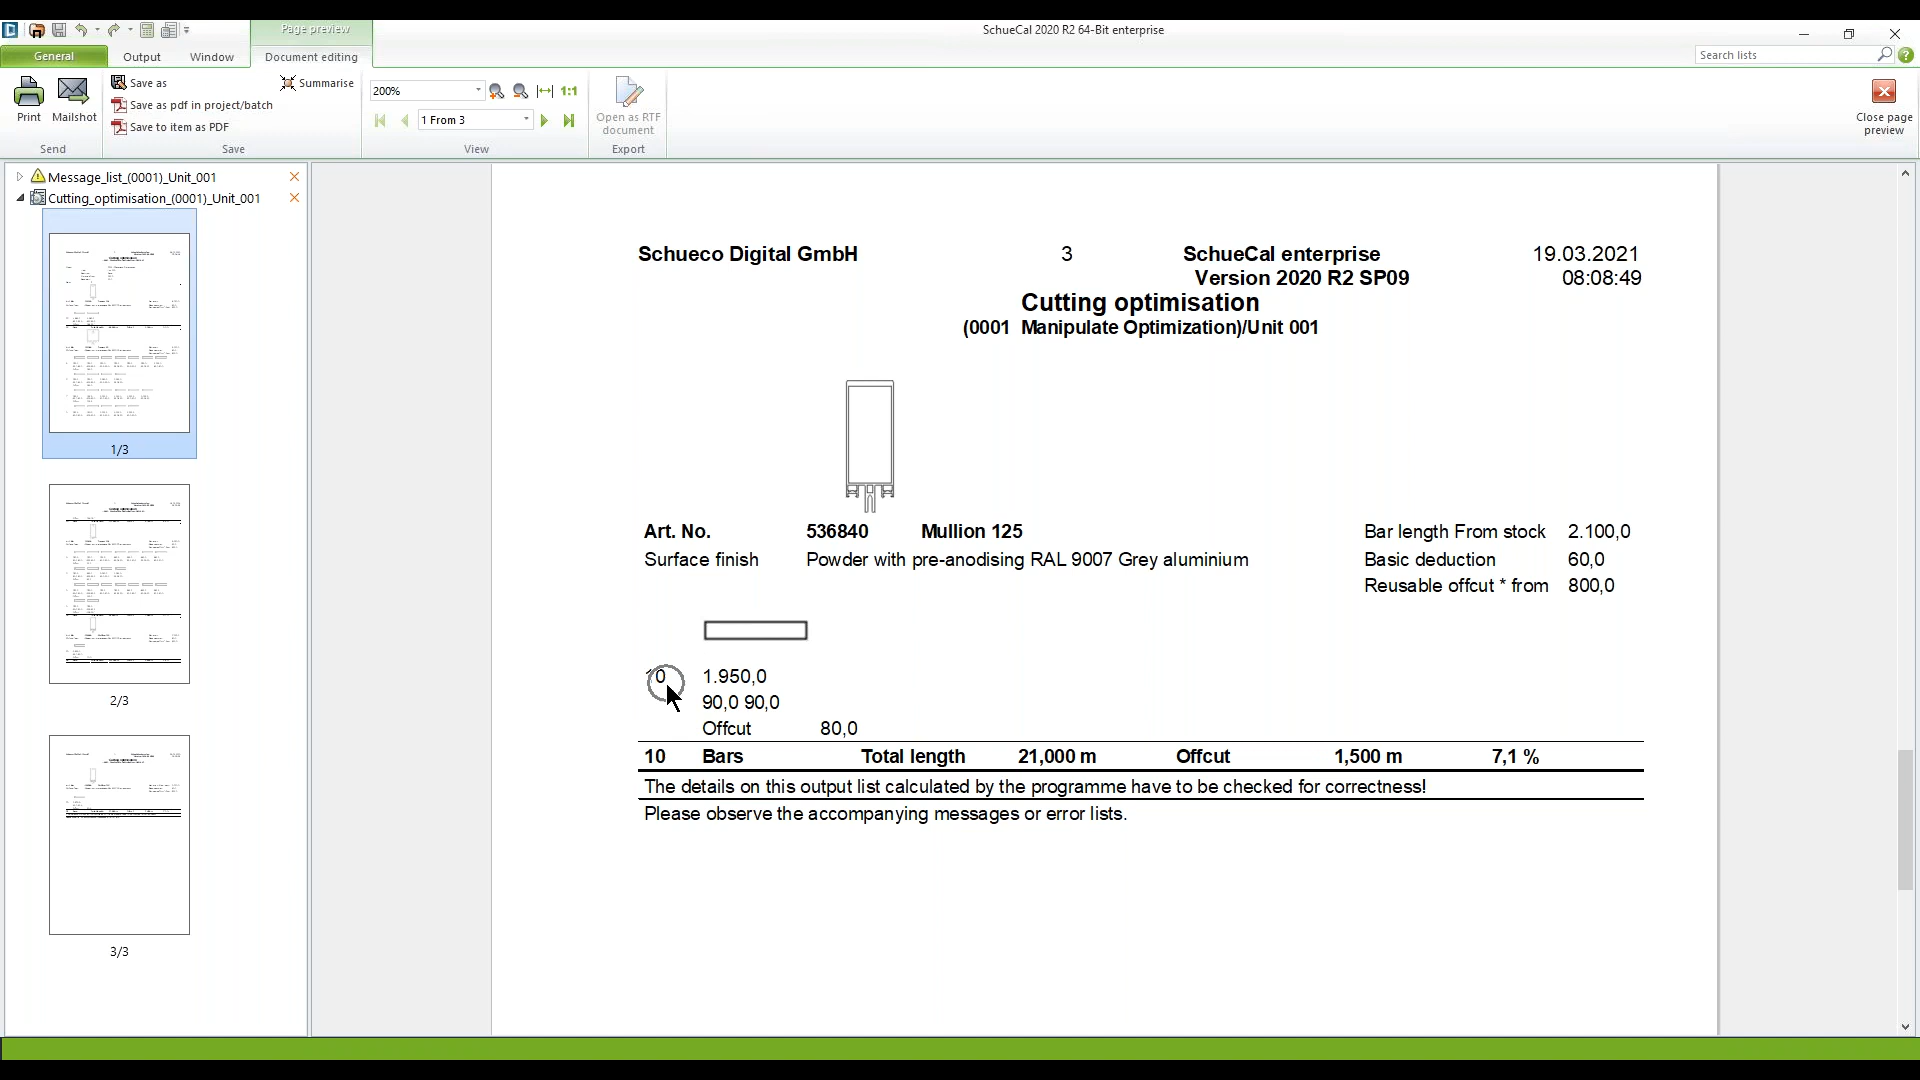 Page preview
SchueCal 2020 R2 64-Bit enterprise
General Output Window Document editing
Search lists
Print
Mailshot
Send
Save as
Save as pdf in project/batch
Save to item as PDF
Summarise
Save
200%
1:1
1 From 3
View
Open as RTF
document
Export
Close page
preview
Message_list_(0001)_Unit_001
Cutting_optimisation_(0001)_Unit_001
1/3
2/3
3/3
Schueco Digital GmbH 3 SchueCal enterprise 19.03.2021
Version 2020 R2 SP09 08:08:49
Cutting optimisation
(0001 Manipulate Optimization)/Unit 001
Art. No. 536840 Mullion 125 Bar length From stock 2.100,0
Surface finish Powder with pre-anodising RAL 9007 Grey aluminium Basic deduction 60,0
Reusable offcut * from 800,0
10 1.950,0
90,0 90,0
Offcut 80,0
10 Bars Total length 21,000 m Offcut 1,500 m 7,1 %
The details on this output list calculated by the programme have to be checked for correctness!
Please observe the accompanying messages or error lists.